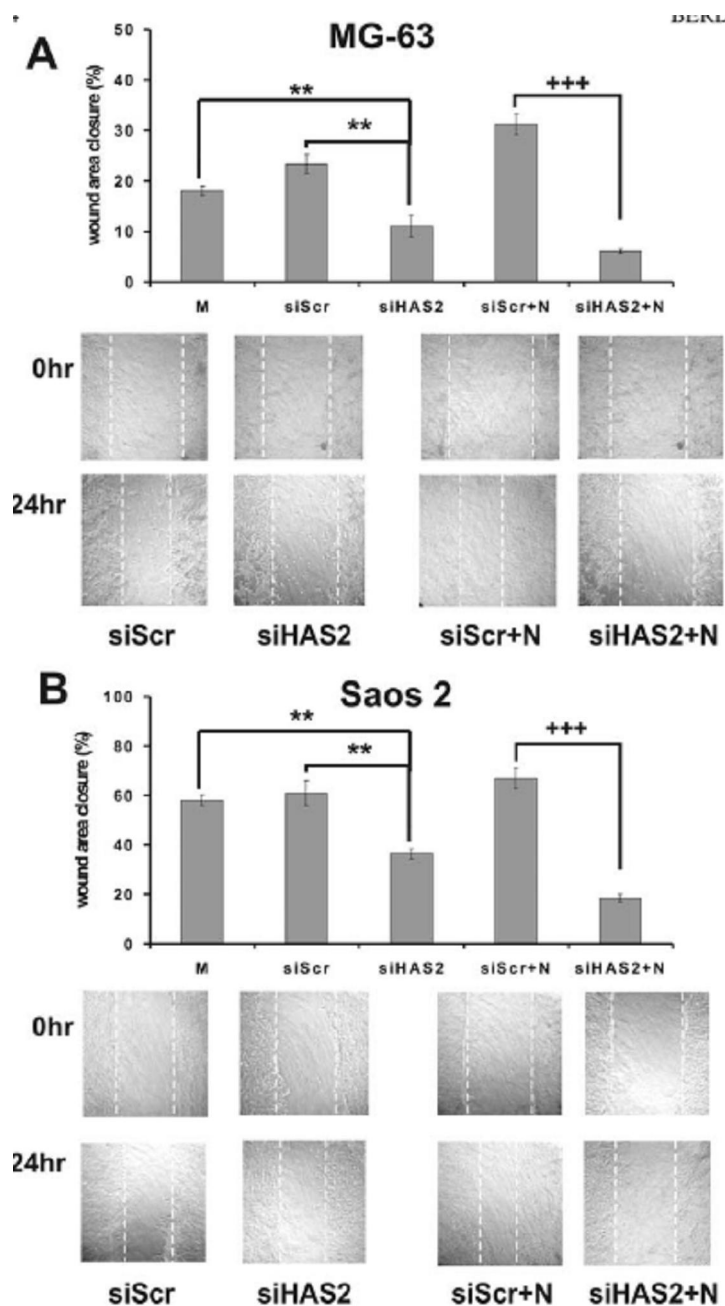 BERL
A
MG-63
wound area closure (%)
50
40
30
20
10
0
**
**
+++
M siScr siHAS2 siScr+N siHAS2+N
0hr
24hr
siScr siHAS2 siScr+N siHAS2+N
B
Saos 2
wound area closure (%)
100
80
60
40
20
0
**
**
+++
M siScr siHAS2 siScr+N siHAS2+N
0hr
24hr
siScr siHAS2 siScr+N siHAS2+N